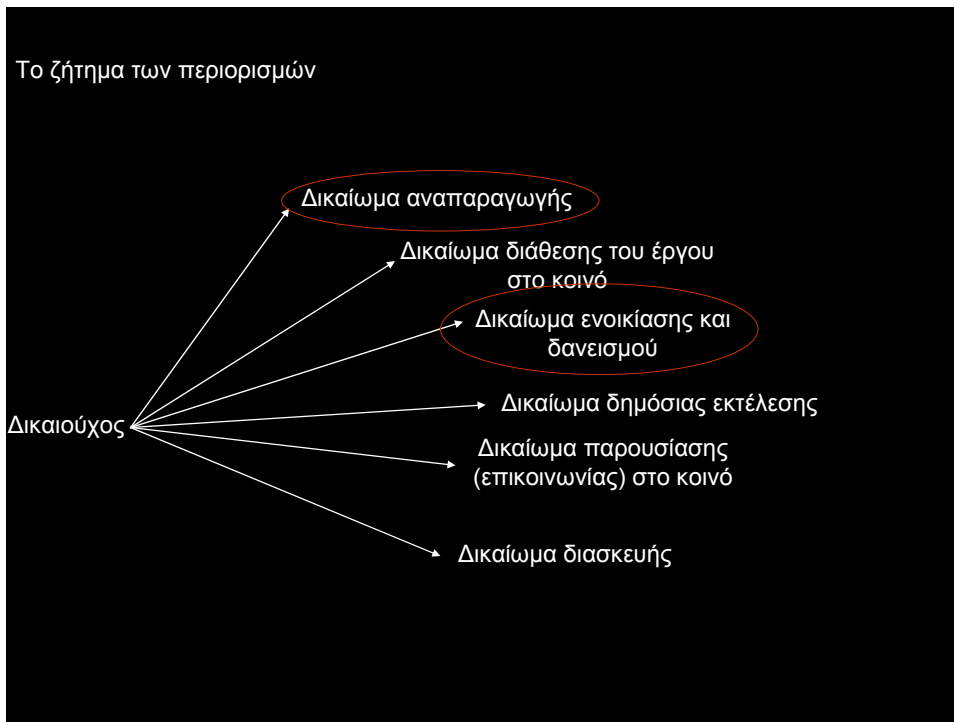 Το ζήτημα των περιορισμών
Δικαίωμα αναπαραγωγής
Δικαίωμα διάθεσης του έργου
στο κοινό
Δικαίωμα ενοικίασης και
δανεισμού
Δικαίωμα δημόσιας εκτέλεσης
Δικαιούχος
Δικαίωμα παρουσίασης
(επικοινωνίας) στο κοινό
Δικαίωμα διασκευής